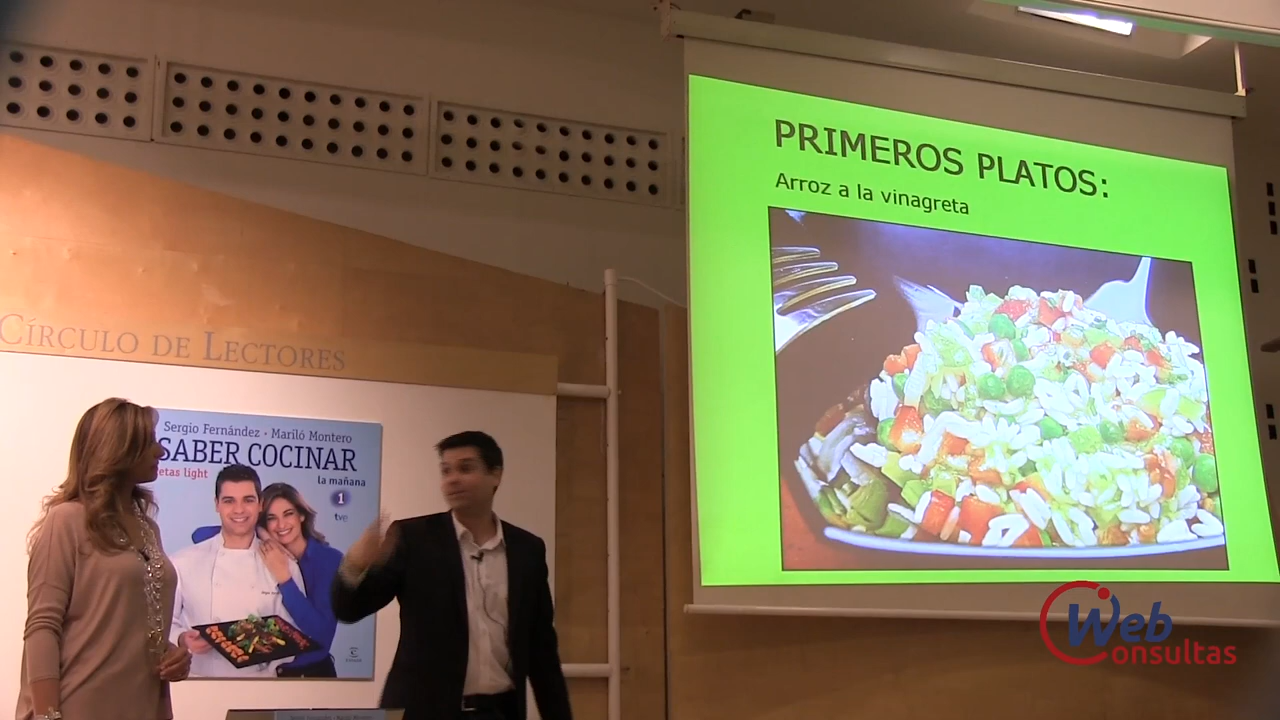 PRIMEROS PLATOS:
Arroz a la vinagreta
CÍRCULO DE LECTORES
Sergio Fernández · Mariló Montero
SABER COCINAR
etas light
la mañana
1
tve
Web
Consultas